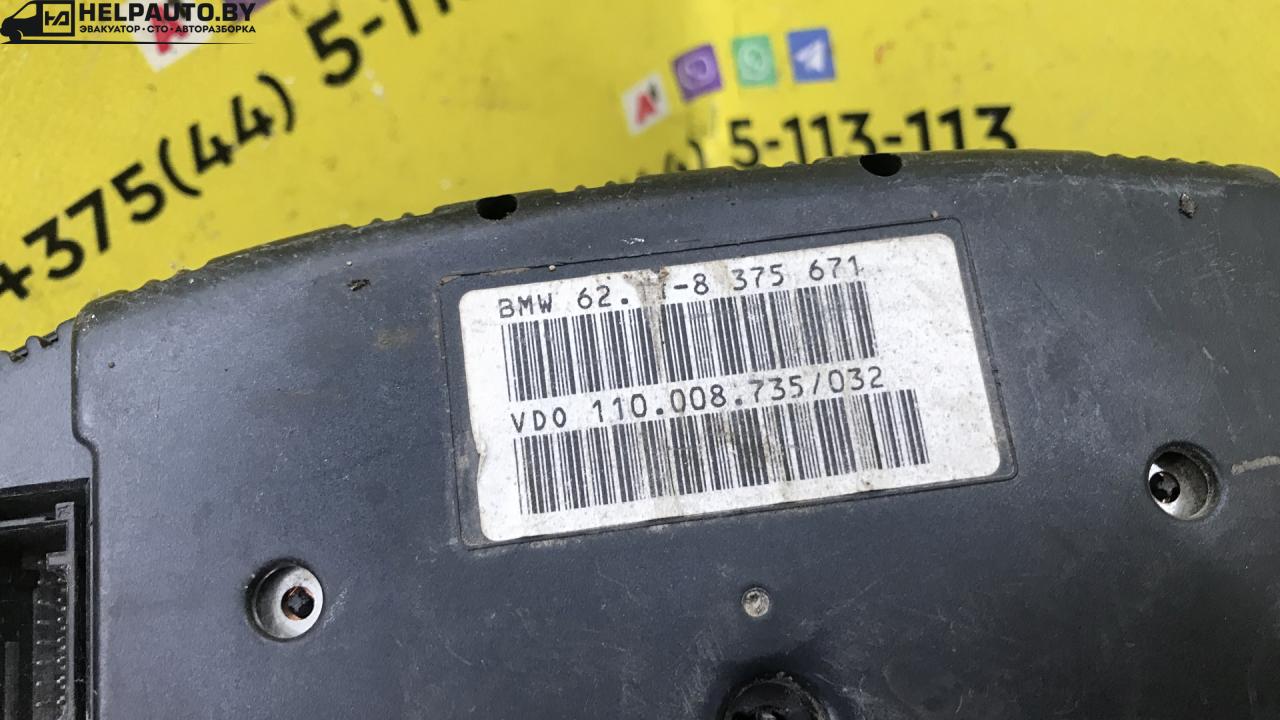 HELPAUTO.BY
ЭВАКУАТОР • СТО • АВТОРАЗБОРКА
+375(44) 5-11
5-113-113
BMW 62. -8 375 671
VDO 110.008.735/032